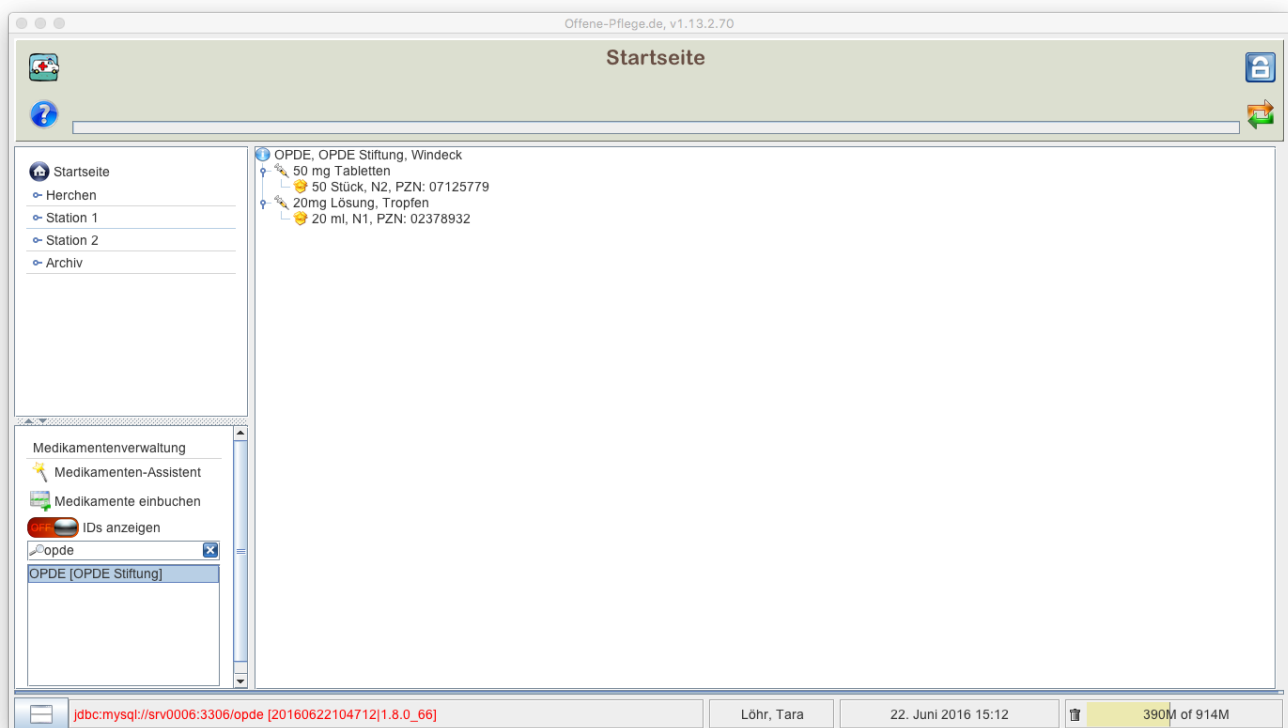 Offene-Pflege.de, v1.13.2.70
Startseite
Startseite
Herchen
Station 1
Station 2
Archiv
OPDE, OPDE Stiftung, Windeck
50 mg Tabletten
50 Stück, N2, PZN: 07125779
20mg Lösung, Tropfen
20 ml, N1, PZN: 02378932
Medikamentenverwaltung
Medikamenten-Assistent
Medikamente einbuchen
OFF IDs anzeigen
opde
OPDE [OPDE Stiftung]
jdbc:mysql://srv0006:3306/opde [20160622104712|1.8.0_66]
Löhr, Tara
22. Juni 2016 15:12
390M of 914M